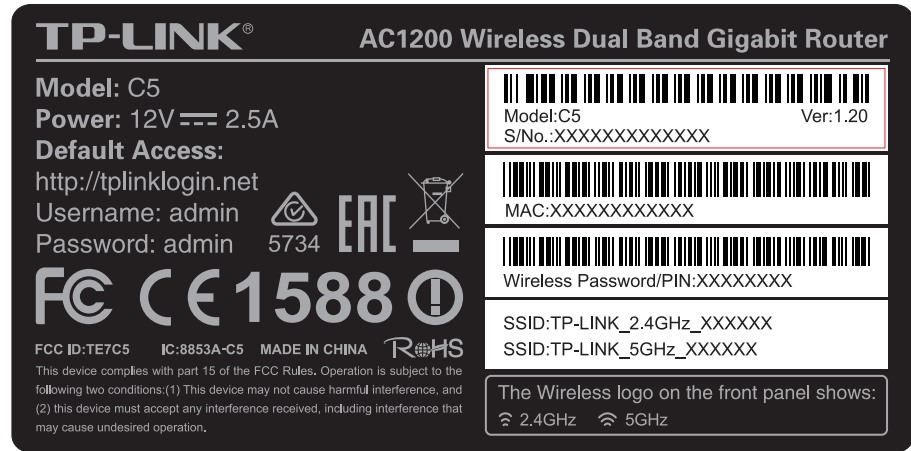 TP-LINK®
AC1200 Wireless Dual Band Gigabit Router
Model: C5
Power: 12V 2.5A
Default Access:
http://tplinklogin.net
Username: admin
Password: admin
5734
EAC
FC CE1588
FCC ID:TE7C5 IC:8853A-C5 MADE IN CHINA RoHS
This device complies with part 15 of the FCC Rules. Operation is subject to the
following two conditions:(1) This device may not cause harmful interference, and
(2) this device must accept any interference received, including interference that
may cause undesired operation.
Model:C5 Ver:1.20
S/No.:XXXXXXXXXXXXX
MAC:XXXXXXXXXXXX
Wireless Password/PIN:XXXXXXXX
SSID:TP-LINK_2.4GHz_XXXXXX
SSID:TP-LINK_5GHz_XXXXXX
The Wireless logo on the front panel shows:
2.4GHz 5GHz